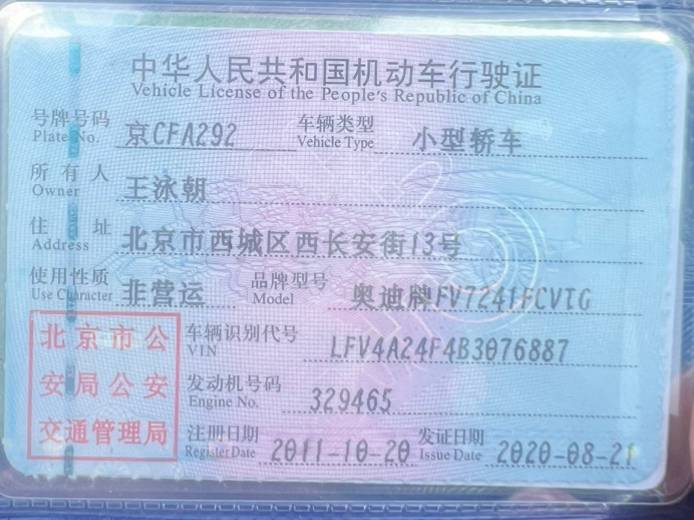 中华人民共和国机动车行驶证
Vehicle License of the People's Republic of China
号牌号码 京CFA292 车辆类型 小型轿车
Plate No. Vehicle Type
所有人 王泳朝
Owner
住址 北京市西城区西长安街13号
Address
使用性质 非营运 品牌型号 奥迪牌FV7241FCVTG
Use Character Model
北京市公
安局公安
交通管理局
车辆识别代号 LFV4A24F4B3076887
VIN
发动机号码 329465
Engine No.
注册日期 2011-10-20 发证日期 2020-08-21
Register Date Issue Date